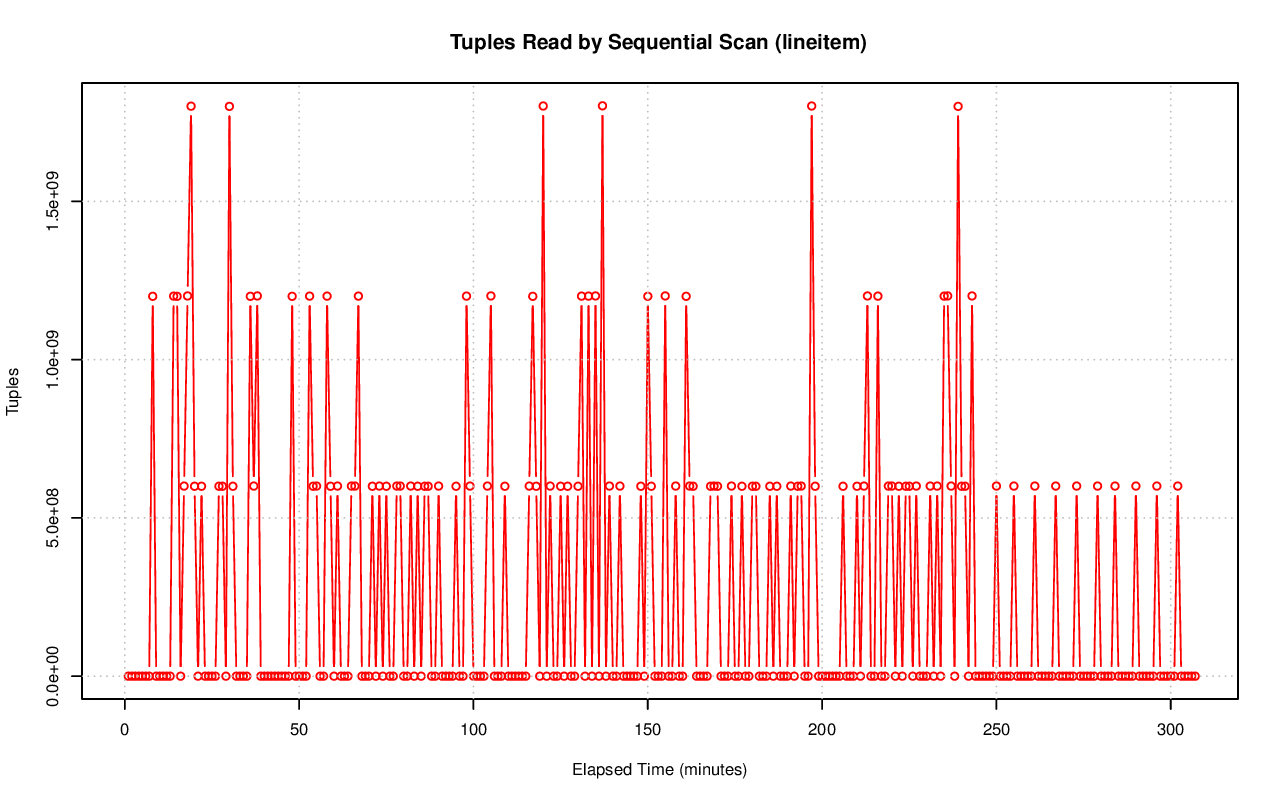 Tuples Read by Sequential Scan (lineitem)
Tuples
1.5e+09
1.0e+09
5.0e+08
0.0e+00
0 50 100 150 200 250 300
Elapsed Time (minutes)